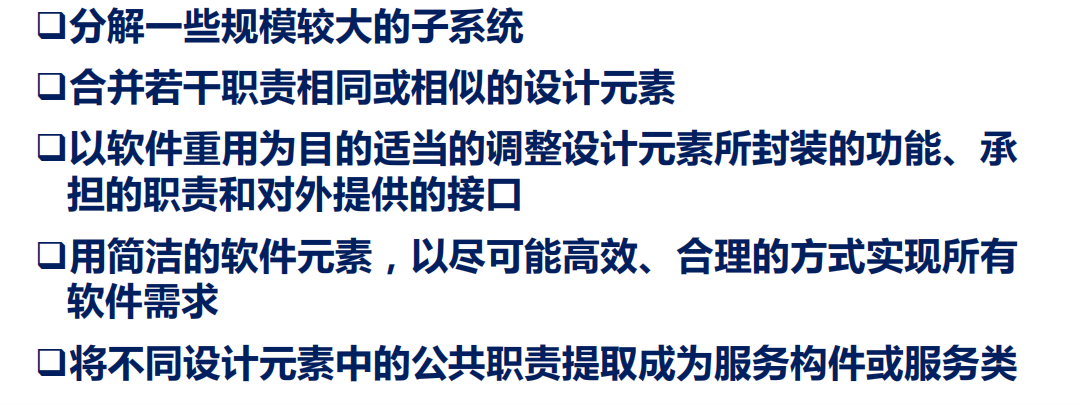 ❑分解一些规模较大的子系统
❑合并若干职责相同或相似的设计元素
❑以软件重用为目的适当的调整设计元素所封装的功能、承
担的职责和对外提供的接口
❑用简洁的软件元素，以尽可能高效、合理的方式实现所有
软件需求
❑将不同设计元素中的公共职责提取成为服务构件或服务类